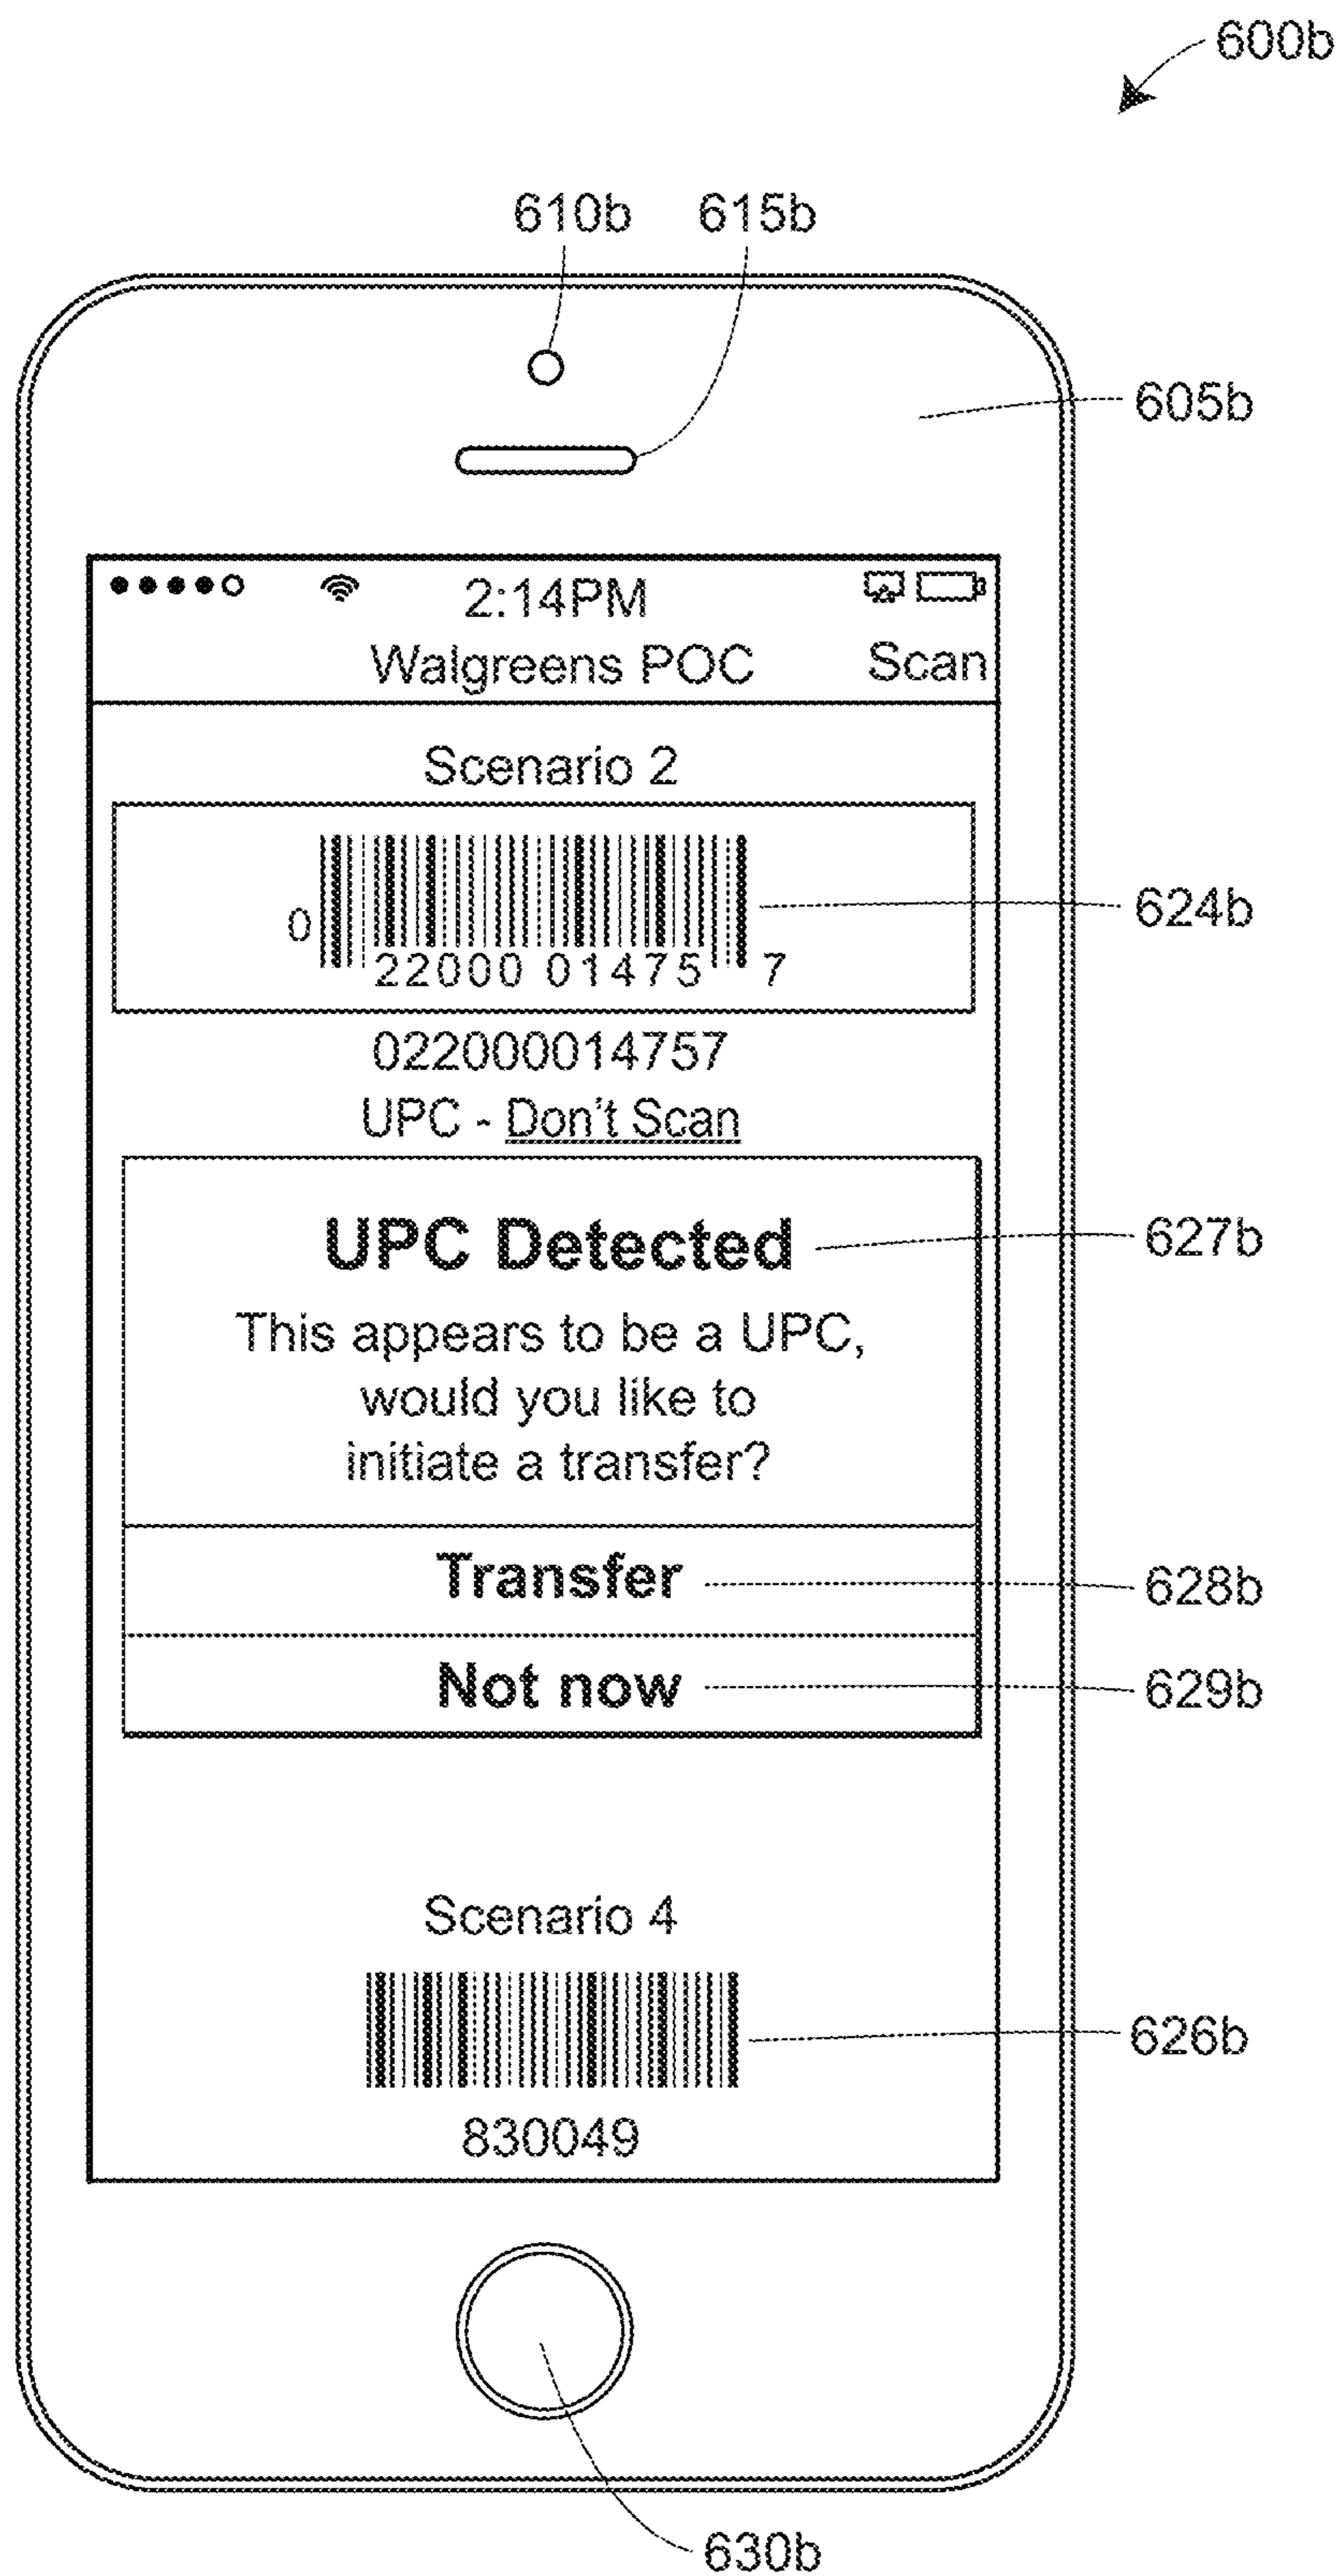 600b
610b 615b
605b
2:14PM
Walgreens POC Scan
Scenario 2
624b
0 22000 01475 7
022000014757
UPC - Don't Scan
UPC Detected 627b
This appears to be a UPC,
would you like to
initiate a transfer?
Transfer 628b
Not now 629b
Scenario 4
626b
830049
630b